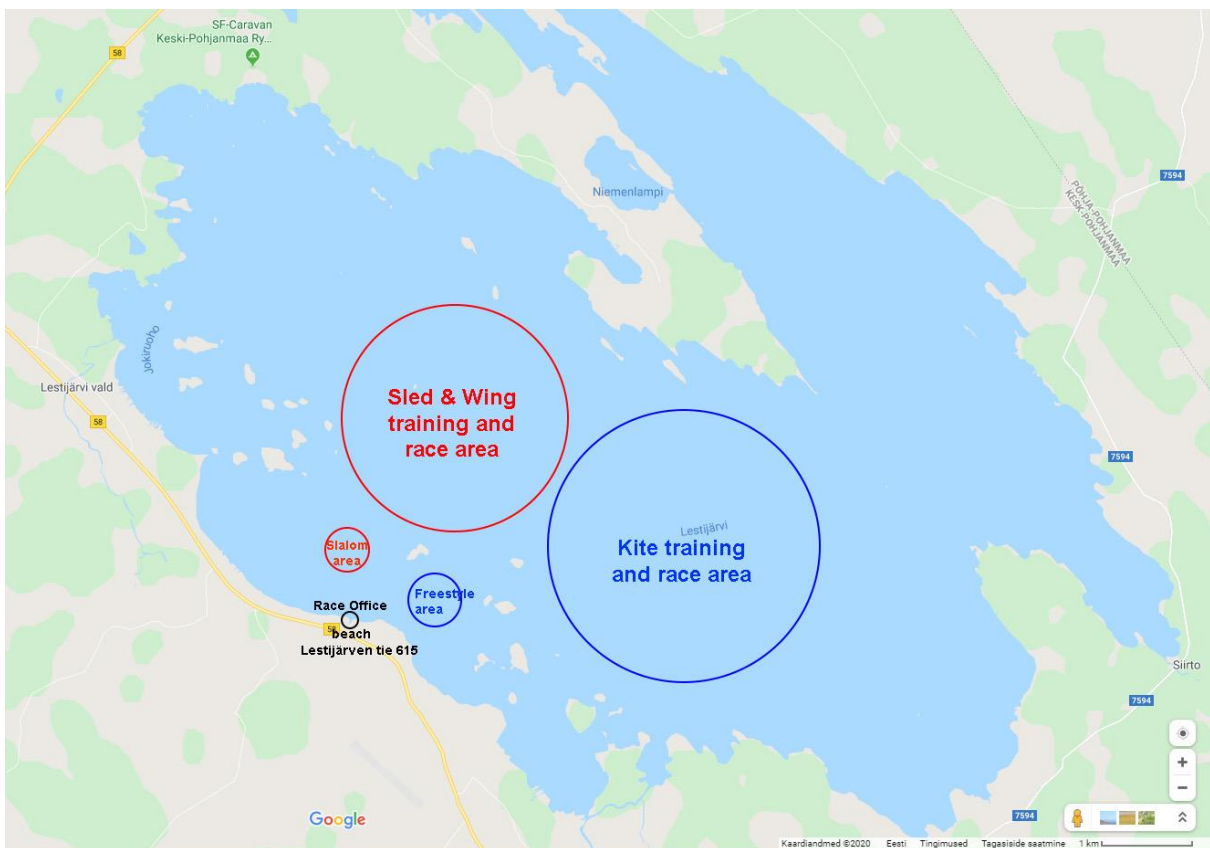 SF-Caravan
Keski-Pohjanmaa Ry...
58
Niemenlampi
7594
PÕHJA-POHJANMAA
KESK-POHJANMAA
Jokiruoho
Lestijärvi vald
58
Sled & Wing
training and
race area
7594
Lestijärvi
Kite training
and race area
Slalom
area
Freestyle
area
Race Office
58
beach
Lestijärven tie 615
Siirto
7594
7594
Google
Kaardiandmed ©2020 Eesti Tingimused Tagasiside saatmine 1 km